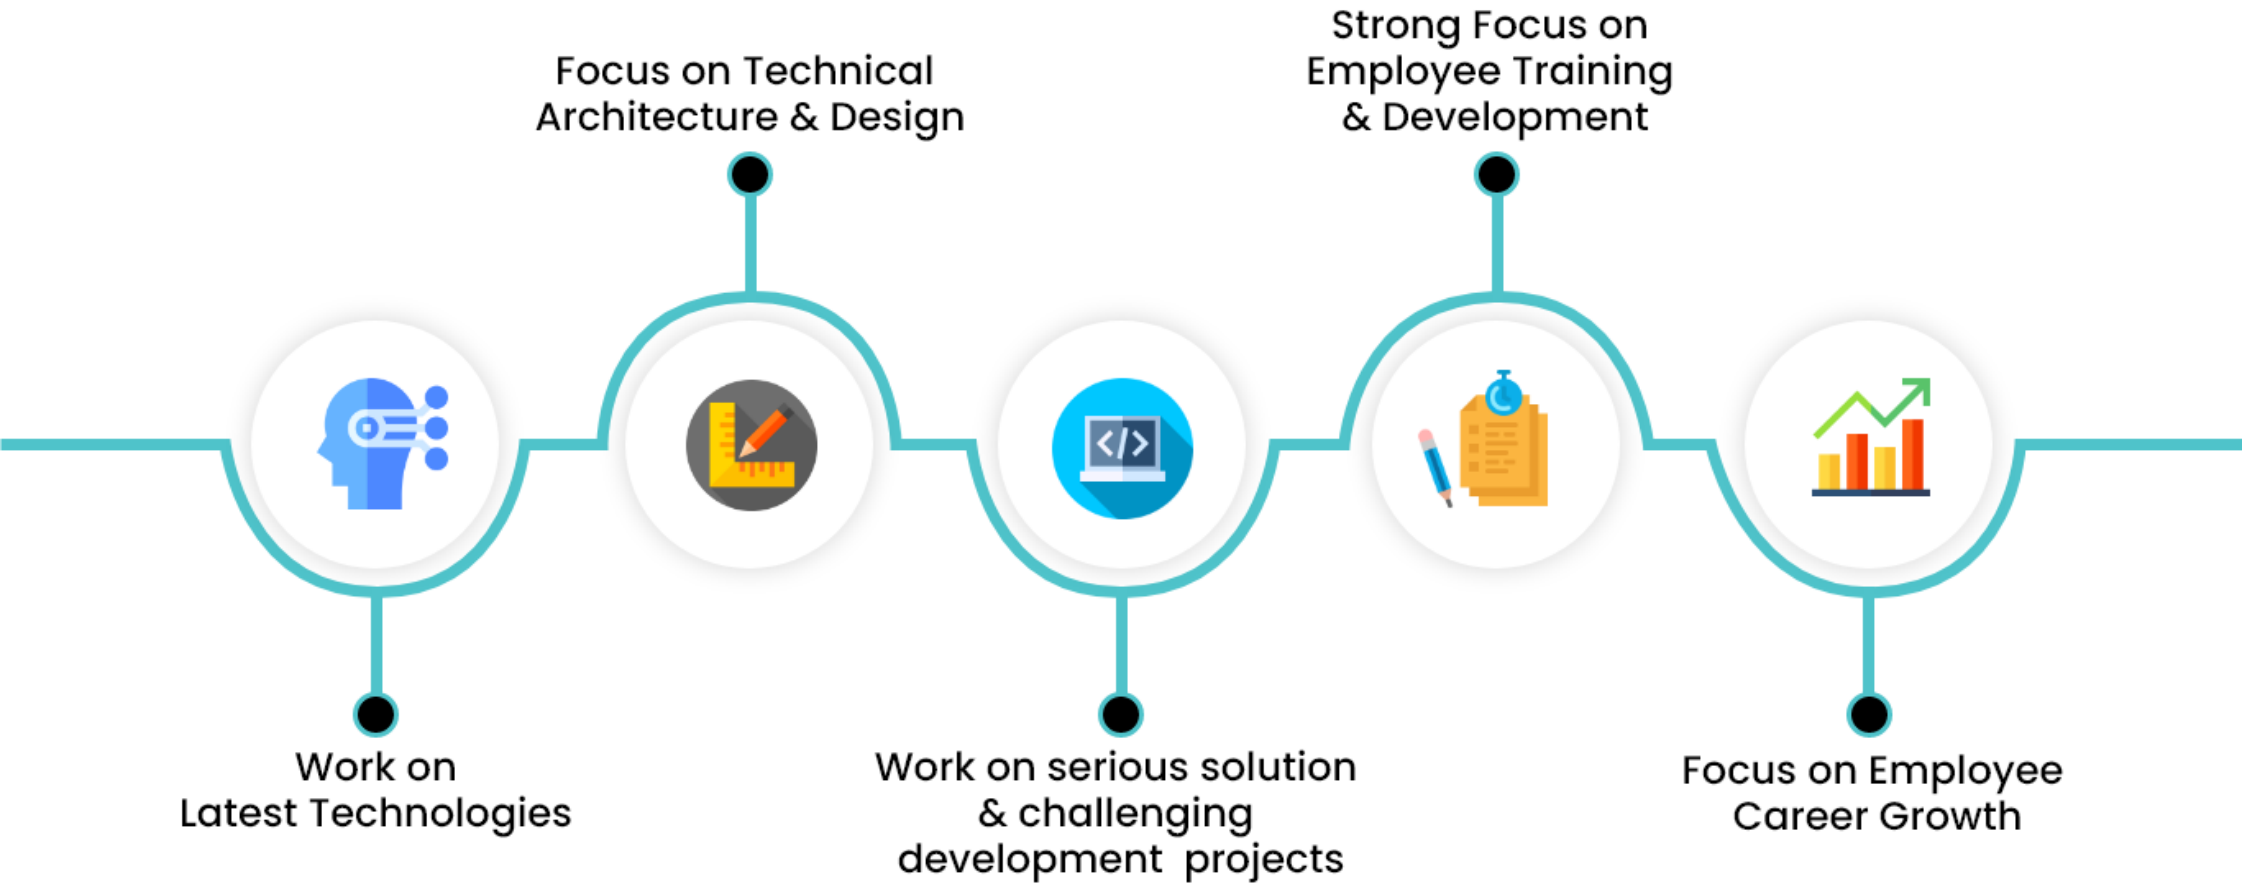 Work on
Latest Technologies
Focus on Technical
Architecture & Design
Work on serious solution
& challenging
development  projects
Strong Focus on
Employee Training
& Development
Focus on Employee
Career Growth